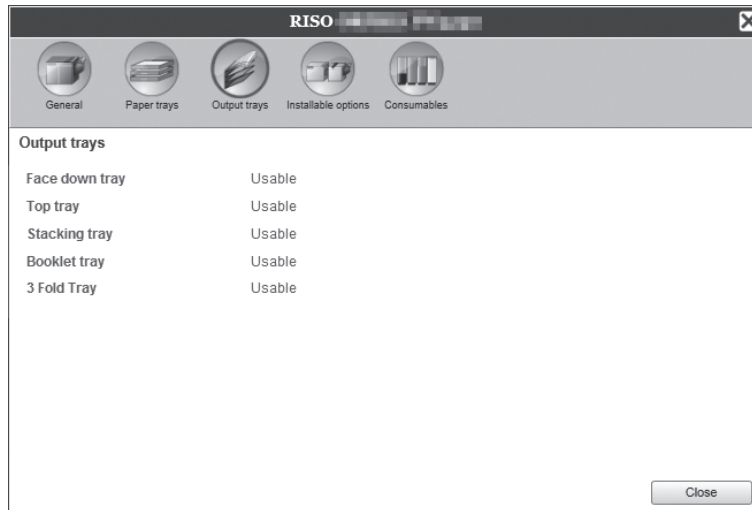 RISO
General Paper trays Output trays Installable options Consumables
Output trays
Face down tray Usable
Top tray Usable
Stacking tray Usable
Booklet tray Usable
3 Fold Tray Usable
Close